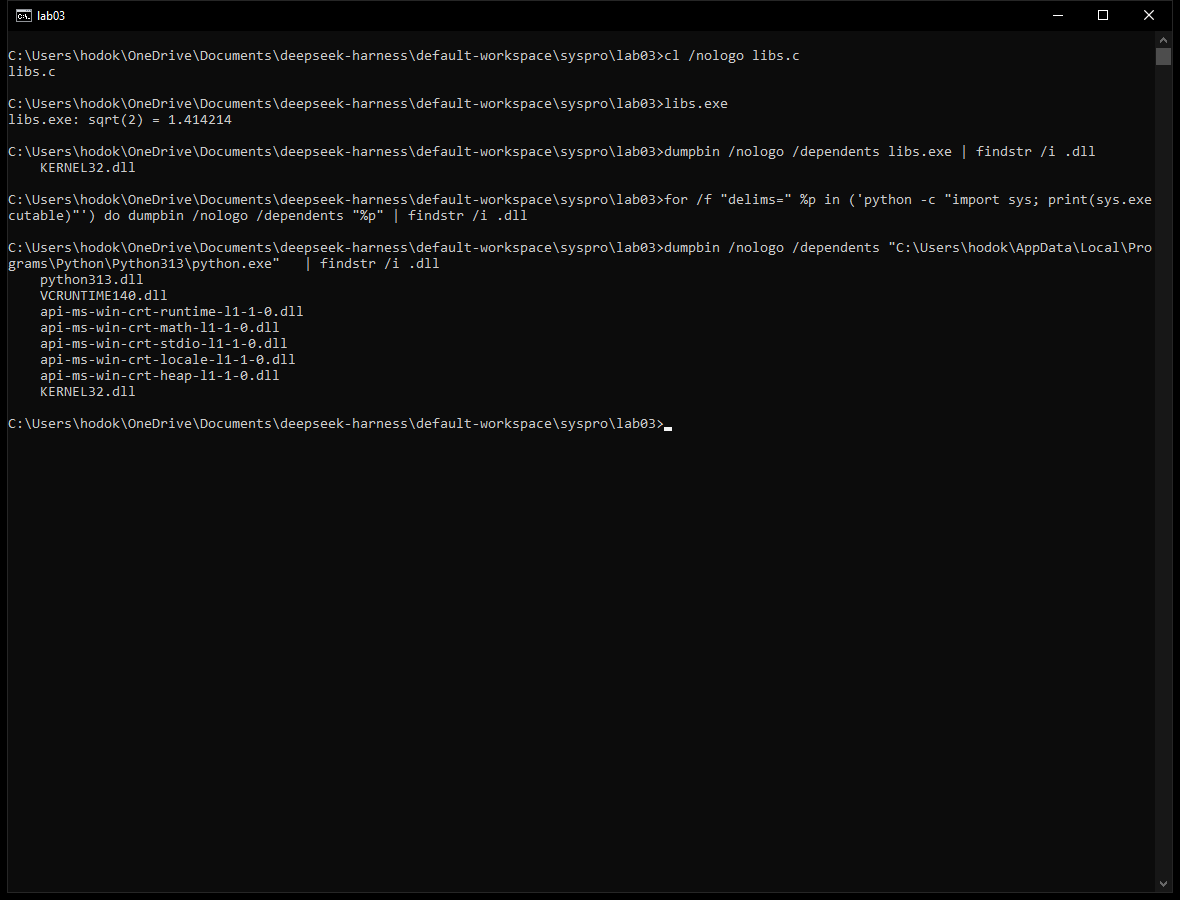 lab03
C:\Users\hodok\OneDrive\Documents\deepseek-harness\default-workspace\syspro\lab03>cl /nologo libs.c
libs.c
C:\Users\hodok\OneDrive\Documents\deepseek-harness\default-workspace\syspro\lab03>libs.exe
libs.exe: sqrt(2) = 1.414214
C:\Users\hodok\OneDrive\Documents\deepseek-harness\default-workspace\syspro\lab03>dumpbin /nologo /dependents libs.exe | findstr /i .dll
    KERNEL32.dll
C:\Users\hodok\OneDrive\Documents\deepseek-harness\default-workspace\syspro\lab03>for /f "delims=" %p in ('python -c "import sys; print(sys.exe
cutable)"') do dumpbin /nologo /dependents "%p" | findstr /i .dll
C:\Users\hodok\OneDrive\Documents\deepseek-harness\default-workspace\syspro\lab03>dumpbin /nologo /dependents "C:\Users\hodok\AppData\Local\Pro
grams\Python\Python313\python.exe"   | findstr /i .dll
    python313.dll
    VCRUNTIME140.dll
    api-ms-win-crt-runtime-l1-1-0.dll
    api-ms-win-crt-math-l1-1-0.dll
    api-ms-win-crt-stdio-l1-1-0.dll
    api-ms-win-crt-locale-l1-1-0.dll
    api-ms-win-crt-heap-l1-1-0.dll
    KERNEL32.dll
C:\Users\hodok\OneDrive\Documents\deepseek-harness\default-workspace\syspro\lab03>